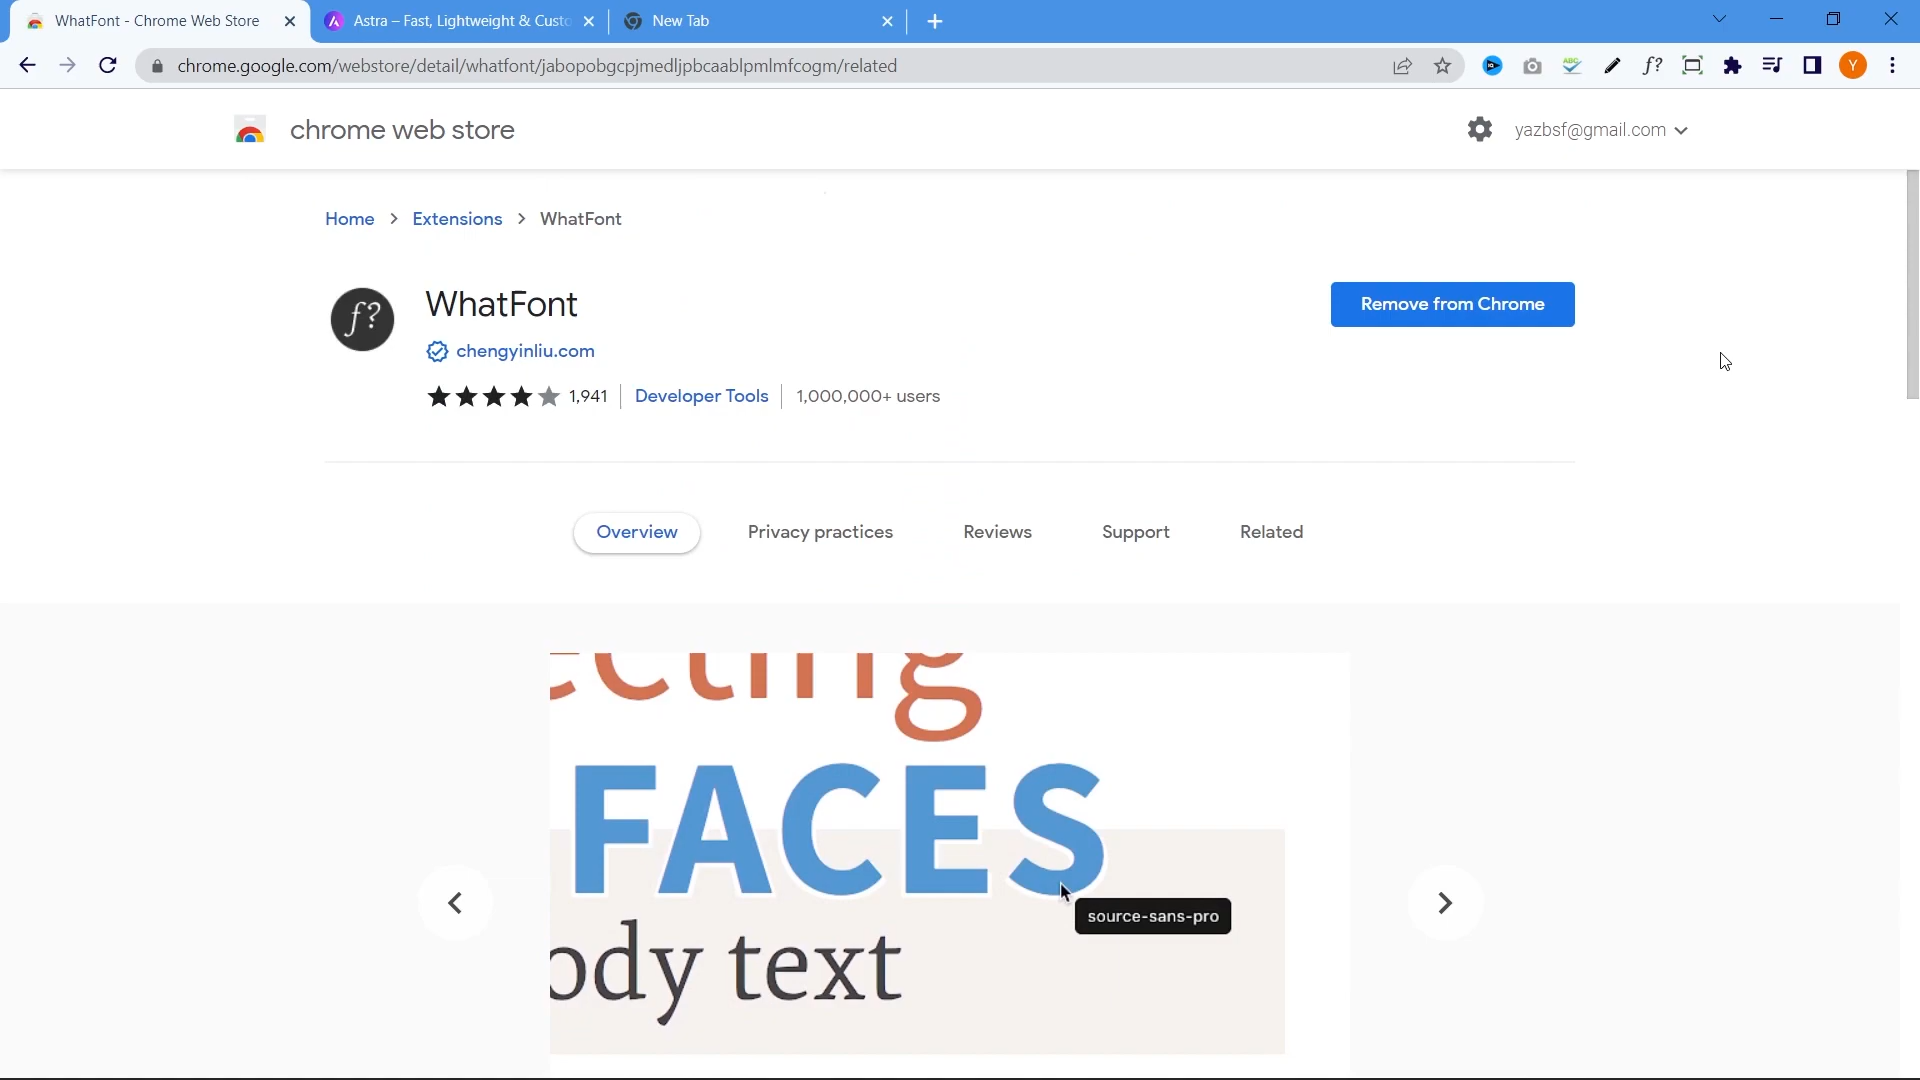 WhatFont - Chrome Web Store
Astra – Fast, Lightweight & Custo
New Tab
chrome.google.com/webstore/detail/whatfont/jabopobgcpjmedljpbcaablpmlmfcogm/related
ABC
f?
Y
chrome web store
yazbsf@gmail.com
Home > Extensions > WhatFont
f?
WhatFont
Remove from Chrome
chengyinliu.com
1,941
Developer Tools
1,000,000+ users
Overview
Privacy practices
Reviews
Support
Related
ecting
FACES
source-sans-pro
ody text